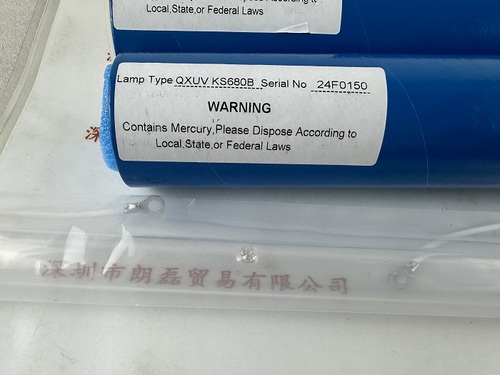 Local,State,or Federal Laws
Lamp Type QXUV KS680B Serial No 24F0150
WARNING
Contains Mercury,Please Dispose According to
Local,State,or Federal Laws
深圳市朗磊贸易有限公司